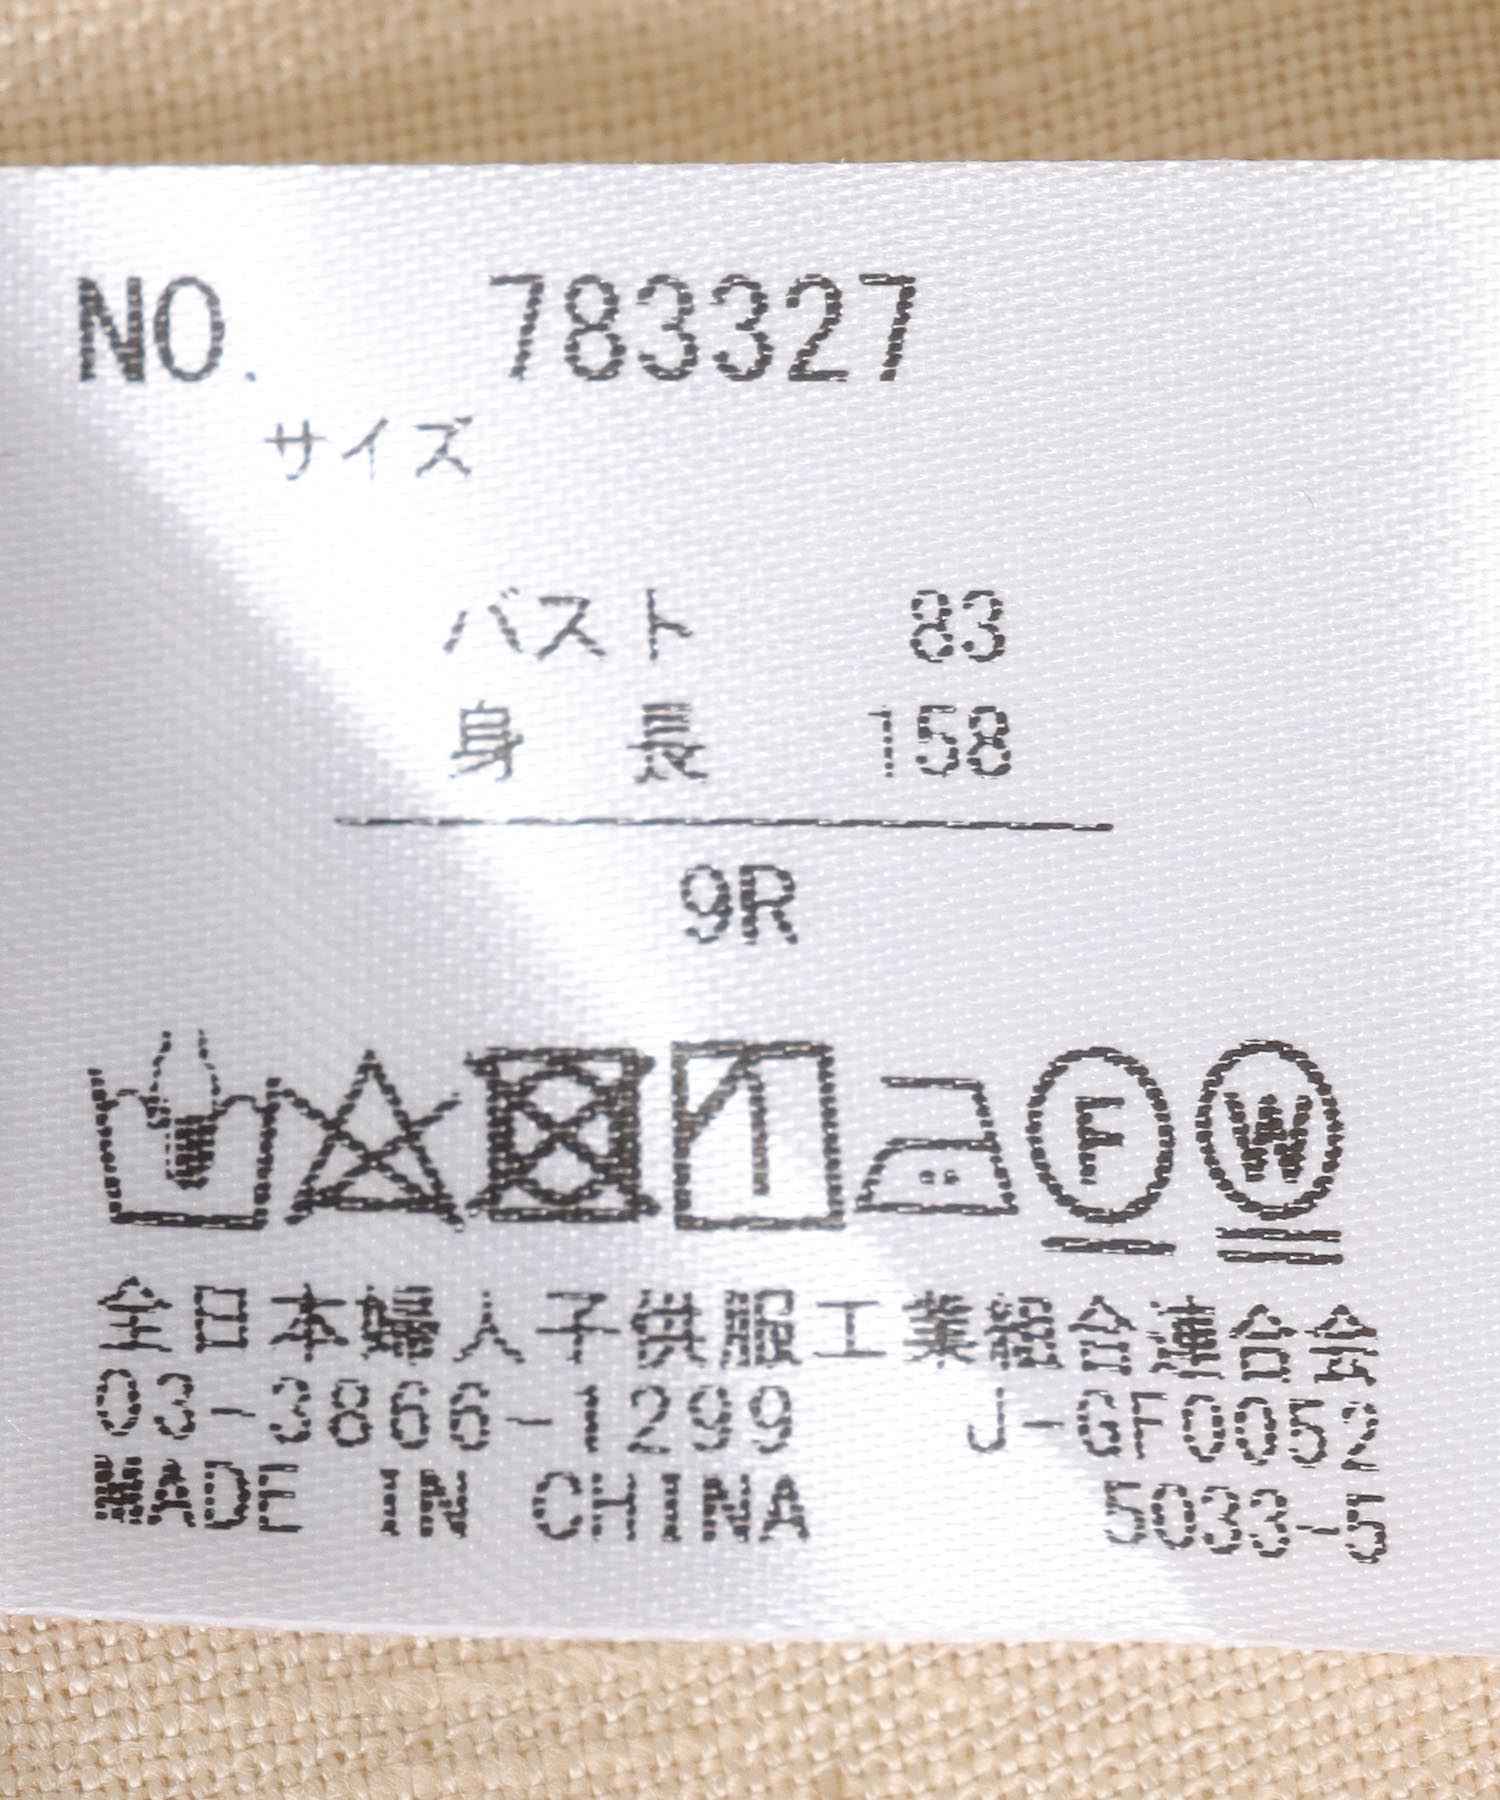 NO. 783327
サイズ
バスト 83
身長 158
9R
F W
全日本婦人子供服工業組合連合会
03-3866-1299 J-GF0052
MADE IN CHINA 5033-5